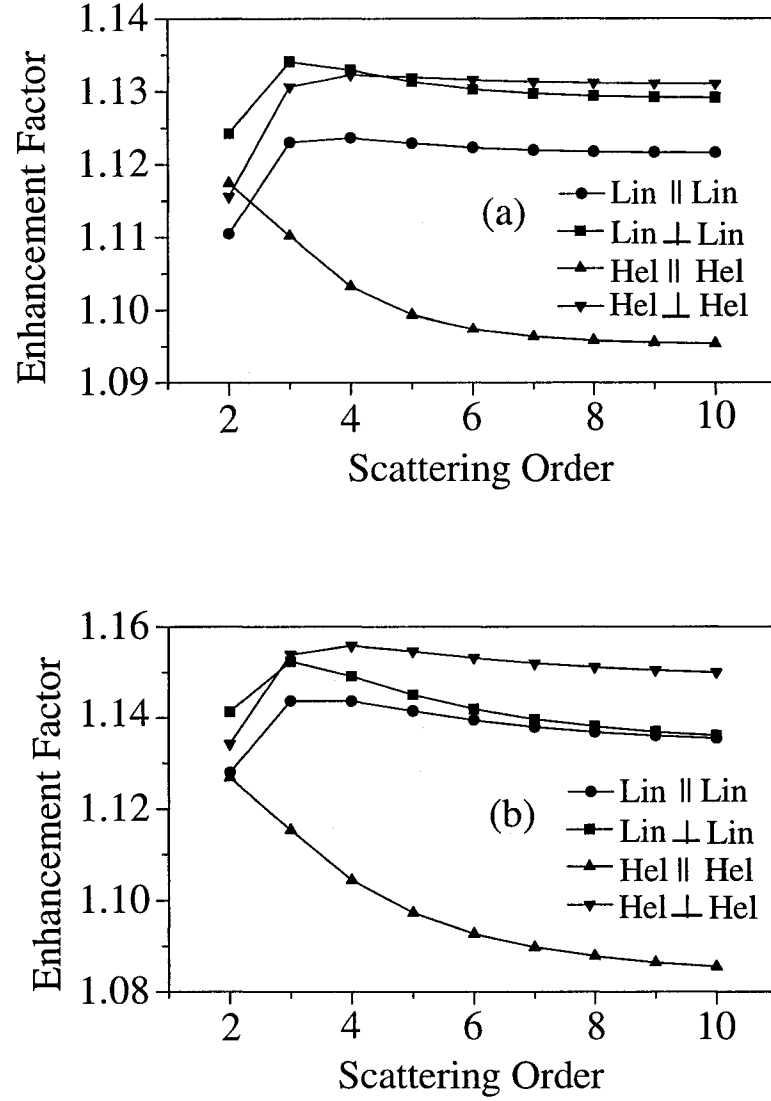 1.14
1.13
1.12
1.11
1.10
1.09
Enhancement Factor
(a)
Lin || Lin
Lin ⊥ Lin
Hel || Hel
Hel ⊥ Hel
2 4 6 8 10
Scattering Order
1.16
1.14
1.12
1.10
1.08
Enhancement Factor
(b)
Lin || Lin
Lin ⊥ Lin
Hel || Hel
Hel ⊥ Hel
2 4 6 8 10
Scattering Order